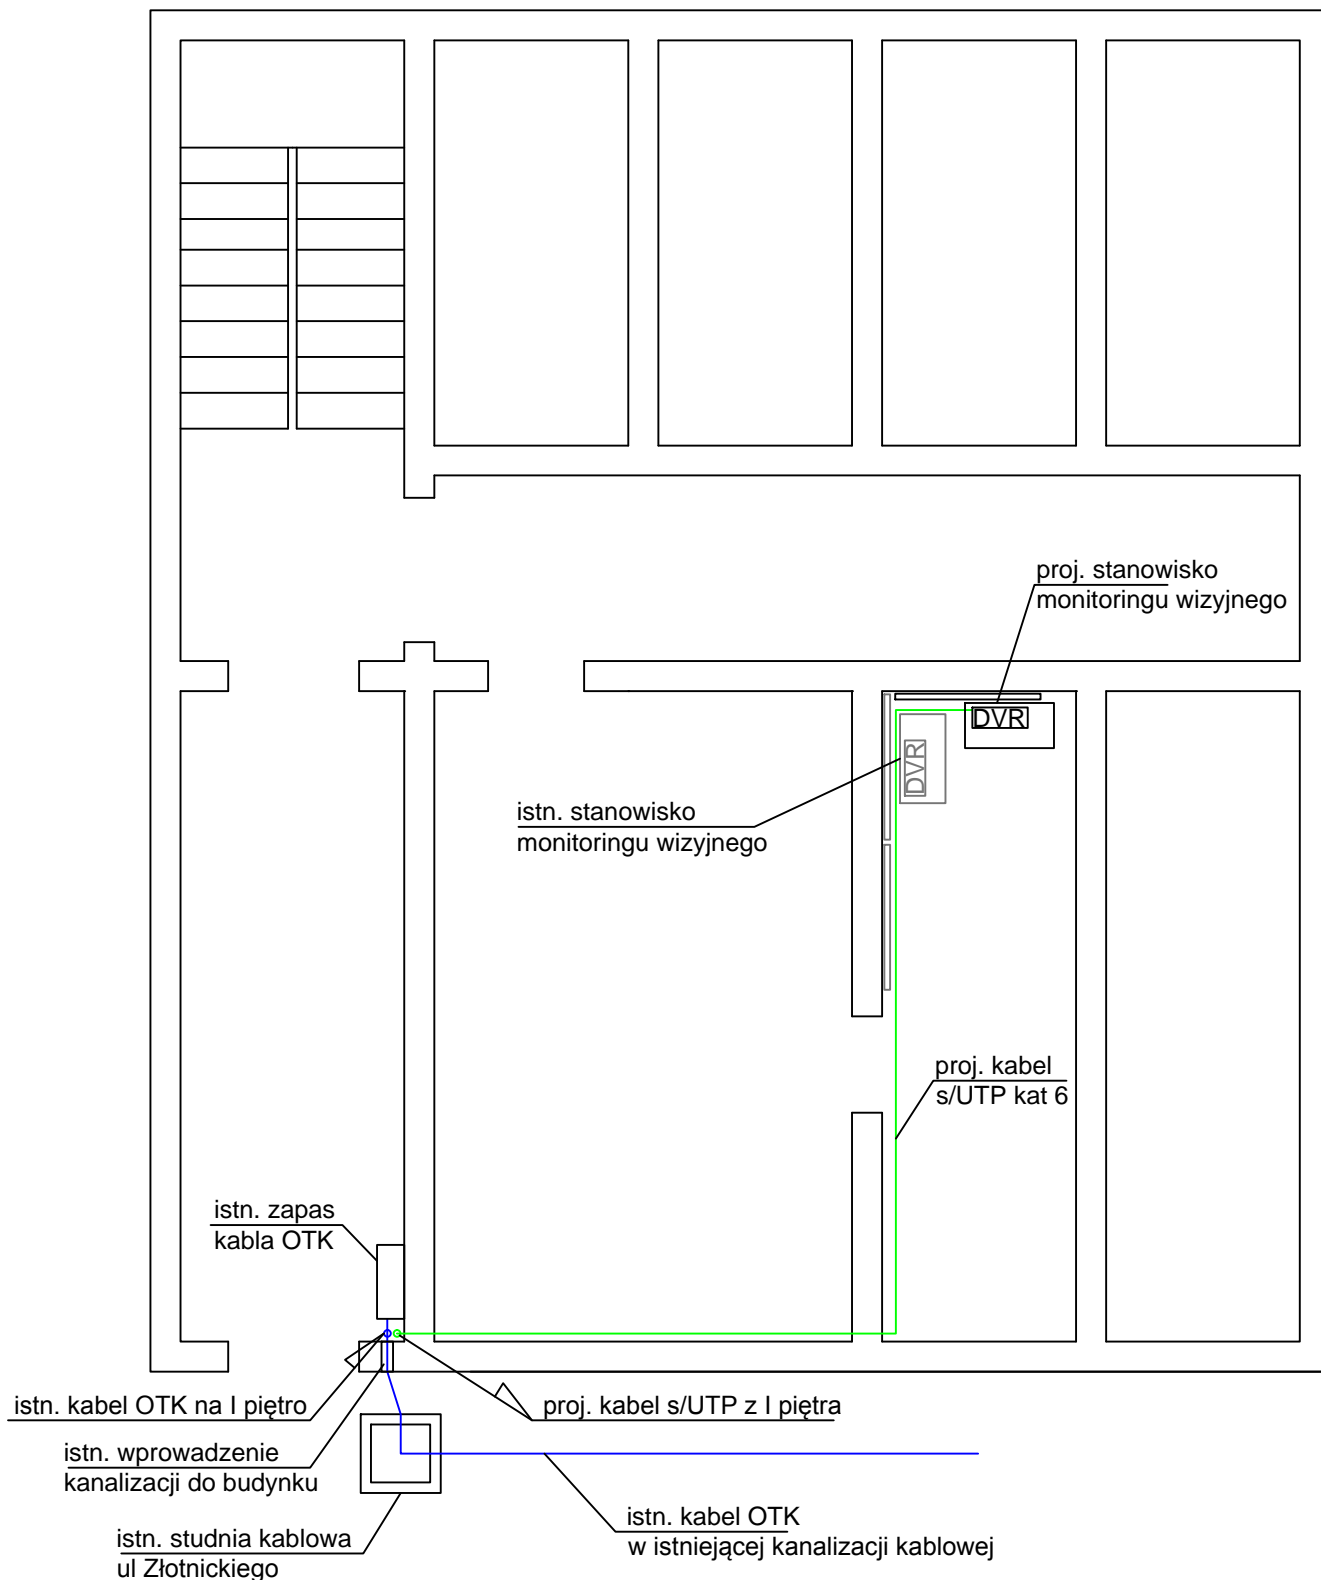 proj. stanowisko
monitoringu wizyjnego
DVR
DVR
istn. stanowisko
monitoringu wizyjnego
proj. kabel
s/UTP kat 6
istn. zapas
kabla OTK
istn. kabel OTK na I piętro
proj. kabel s/UTP z I piętra
istn. wprowadzenie
kanalizacji do budynku
istn. kabel OTK
w istniejącej kanalizacji kablowej
istn. studnia kablowa
ul Złotnickiego